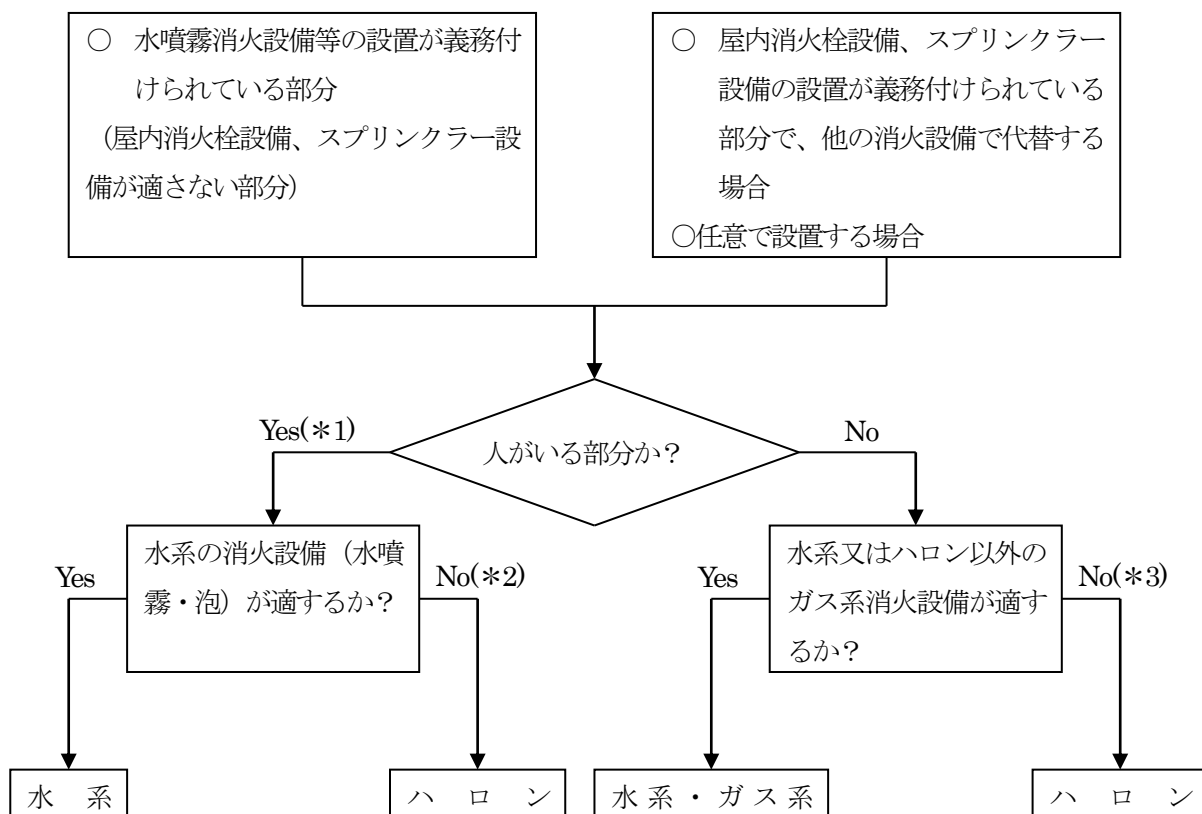 ○ 水噴霧消火設備等の設置が義務付
けられている部分
(屋内消火栓設備、スプリンクラー設
備が適さない部分)
○ 屋内消火栓設備、スプリンクラー
設備の設置が義務付けられている
部分で、他の消火設備で代替する
場合
○任意で設置する場合
Yes(*1)
人がいる部分か?
No
Yes
水系の消火設備(水噴
霧・泡)が適するか?
No(*2)
Yes
水系又はハロン以外の
ガス系消火設備が適す
るか?
No(*3)
水 系
ハ ロ ン
水系・ガス系
ハ ロ ン